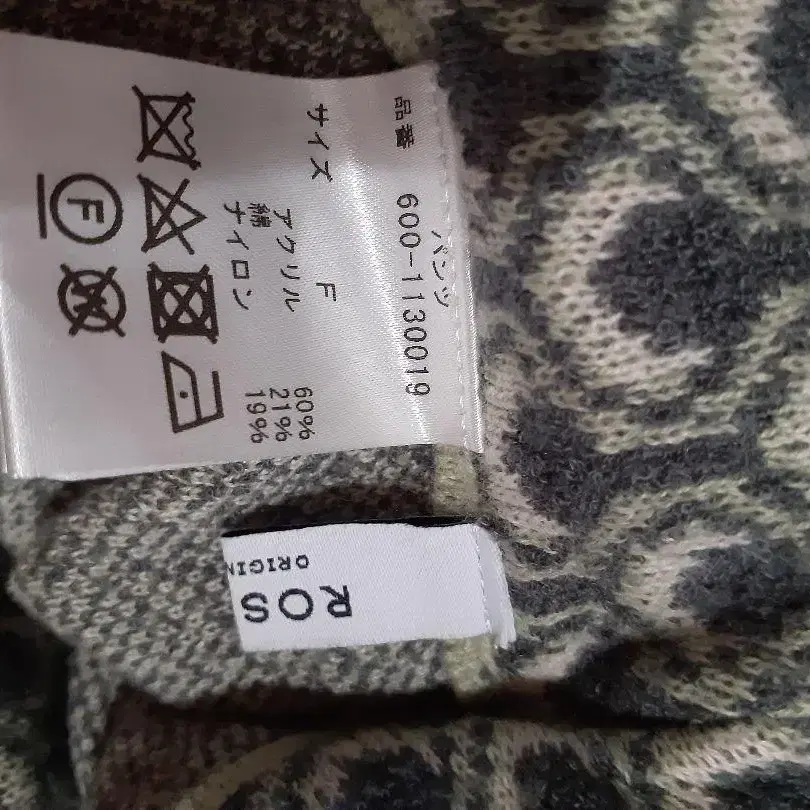 パンツ
品番 600-1130019
サイズ F
アクリル 60%
綿 21%
ナイロン 19%
F
W
ROS
ORIGIN